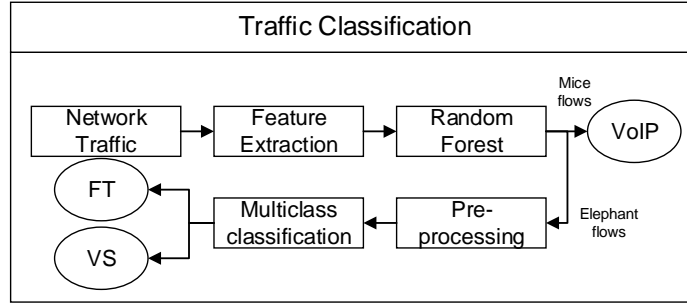 Traffic Classification
Network
Traffic
Feature
Extraction
Random
Forest
Mice
flows
VoIP
FT
VS
Multiclass
classification
Pre-
processing
Elephant
flows